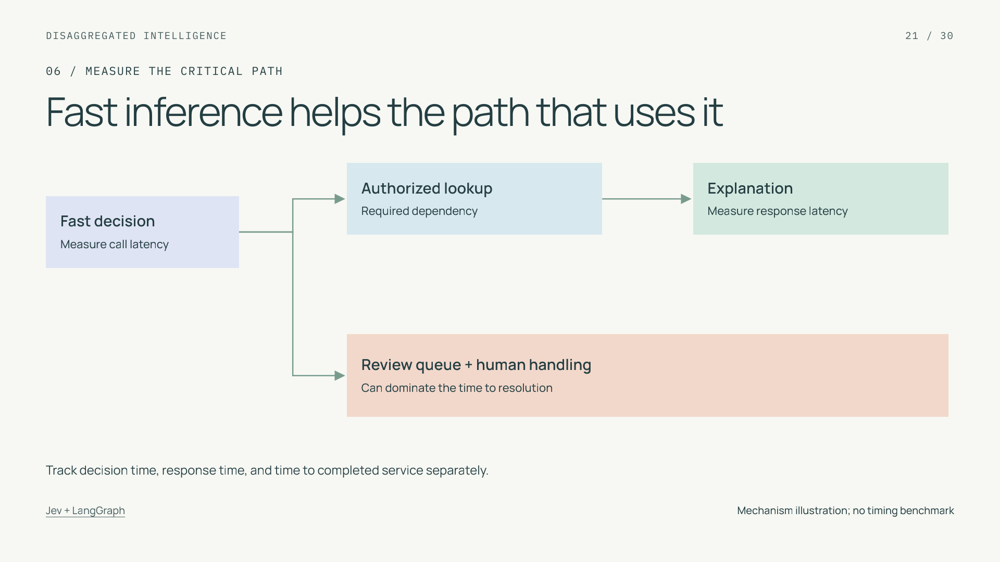 DISAGGREGATED INTELLIGENCE
21 / 30
06 / MEASURE THE CRITICAL PATH
Fast inference helps the path that uses it
Fast decision
Measure call latency
Authorized lookup
Required dependency
Explanation
Measure response latency
Review queue + human handling
Can dominate the time to resolution
Track decision time, response time, and time to completed service separately.
Jev + LangGraph
Mechanism illustration; no timing benchmark